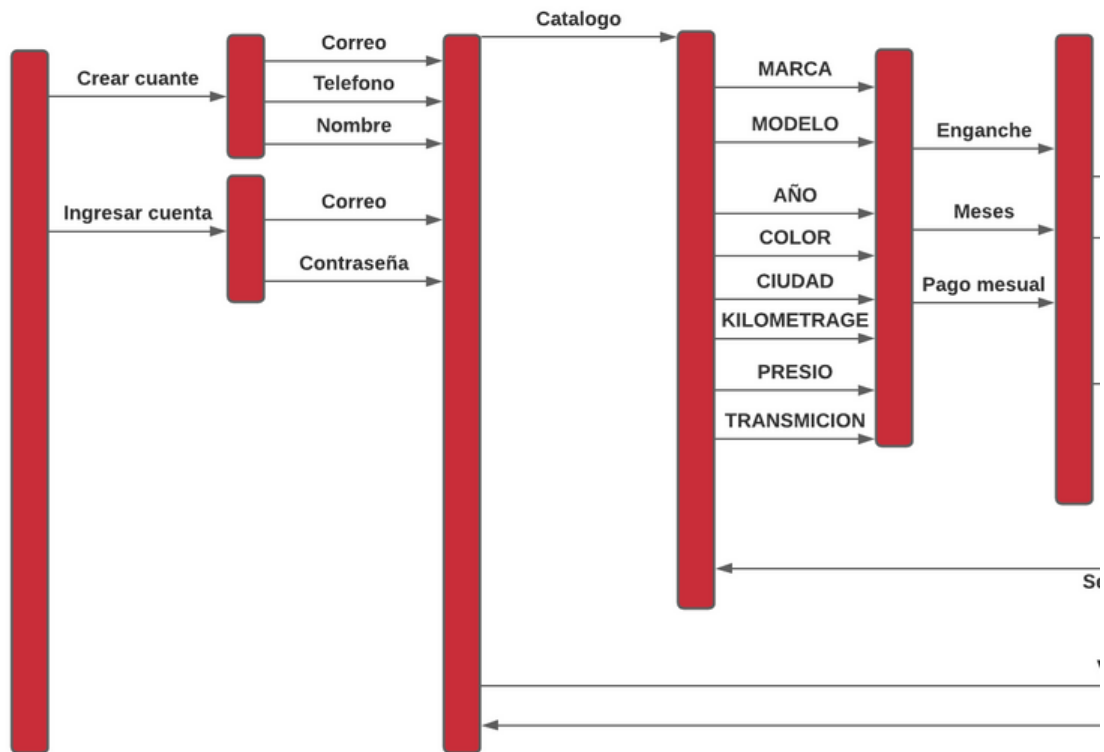 Catalogo
Crear cuante
Correo
Telefono
Nombre
Ingresar cuenta
Correo
Contraseña
MARCA
MODELO
AÑO
COLOR
CIUDAD
KILOMETRAGE
PRESIO
TRANSMICION
Enganche
Meses
Pago mesual